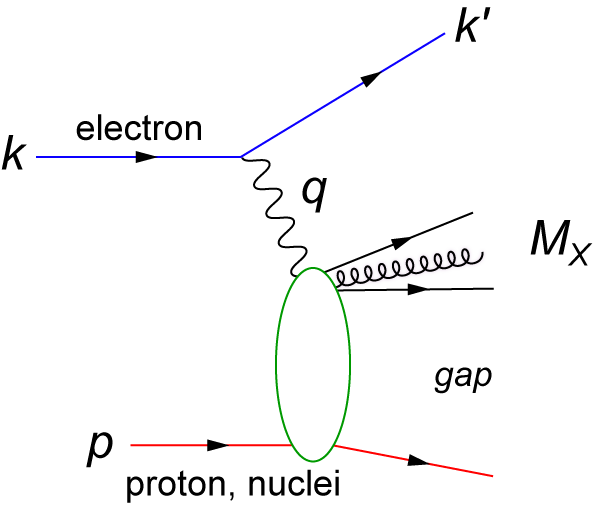 k'
electron
k
q
M_X
gap
p
proton, nuclei